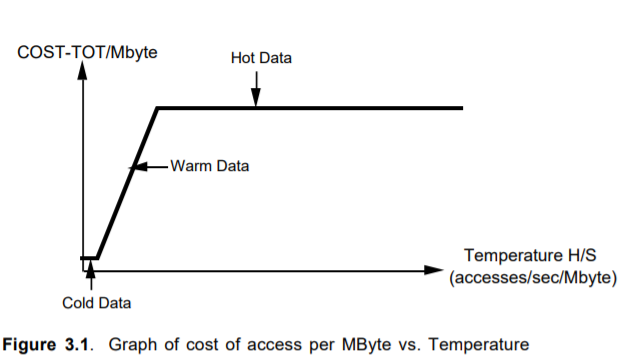 COST-TOT/Mbyte
Hot Data
Warm Data
Temperature H/S
(accesses/sec/Mbyte)
Cold Data
Figure 3.1. Graph of cost of access per MByte vs. Temperature